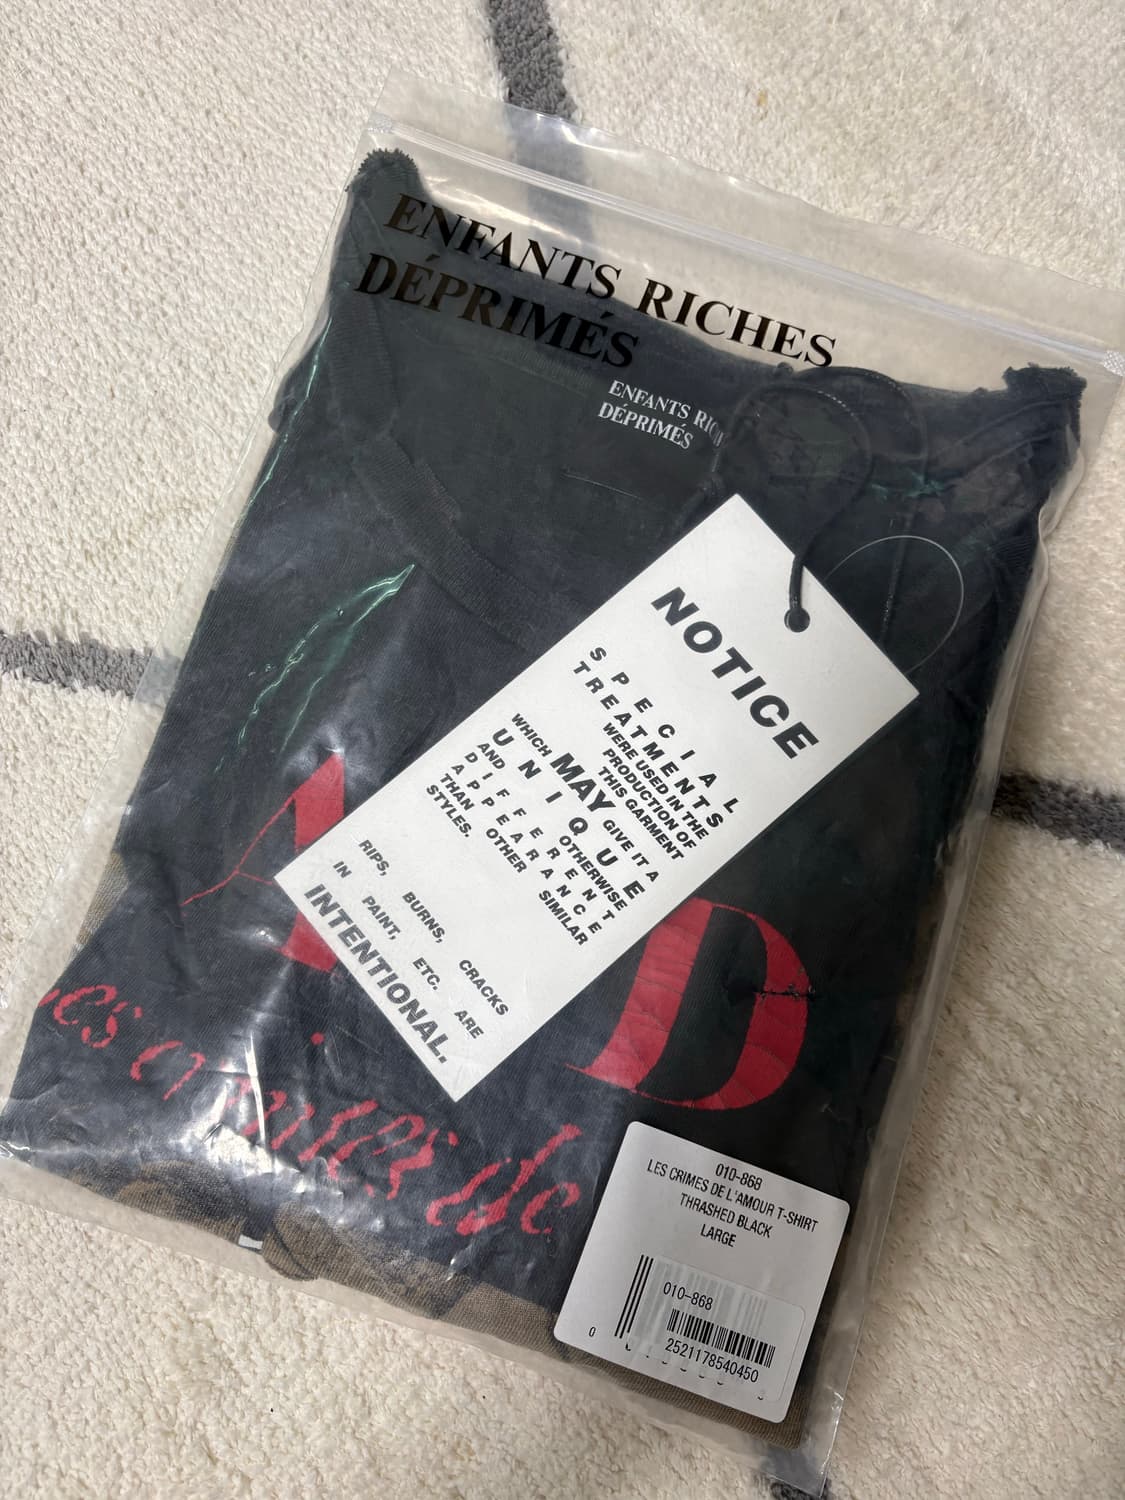 ENFANTS RICHES
DÉPRIMÉS
ENFANTS RICH
DÉPRIMÉS
NOTICE
SPECIAL
TREATMENTS
WERE USED IN THE
PRODUCTION OF
THIS GARMENT
WHICH MAY GIVE IT A
UNIQUE
AND OTHERWISE
DIFFERENT
APPEARANCE
THAN OTHER SIMILAR
STYLES.
RIPS, BURNS, CRACKS
IN PAINT, ETC. ARE
INTENTIONAL.
A D
de
010-868
LES CRIMES DE L'AMOUR T-SHIRT
THRASHED BLACK
LARGE
010-868
0
2521178540450